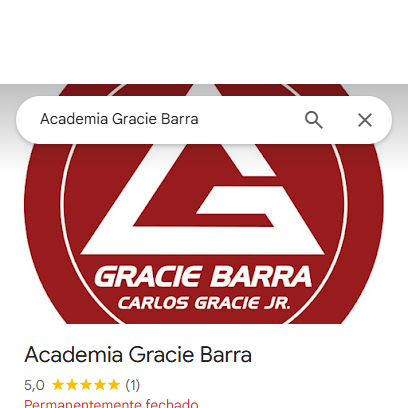 Academia Gracie Barra
GRACIE BARRA
CARLOS GRACIE JR.
Academia Gracie Barra
5,0 ★★★★★ (1)
Permanentemente fechado